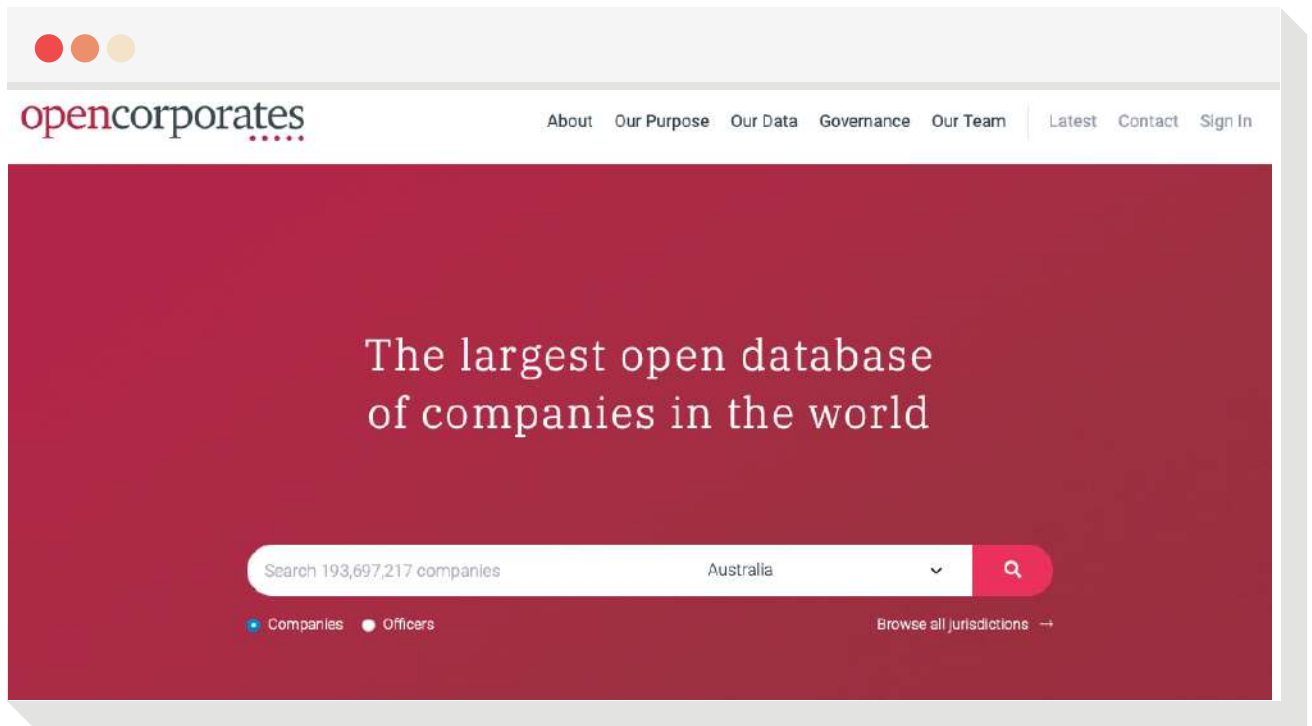 opencorporates
About Our Purpose Our Data Governance Our Team Latest Contact Sign In
The largest open database
of companies in the world
Search 193,697,217 companies Australia
Companies Officers Browse all jurisdictions →